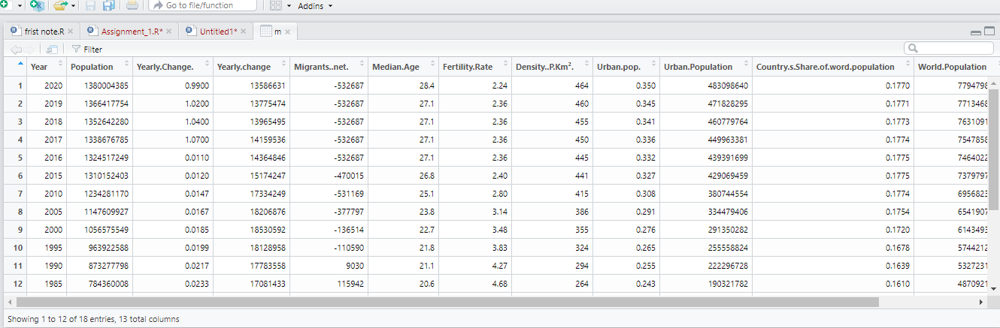 Go to file/function Addins
frist note.R Assignment_1.R* Untitled1* m
Filter
Year Population Yearly.Change. Yearly.change Migrants..net. Median.Age Fertility.Rate Density..P.Km². Urban.pop. Urban.Population Country.s.Share.of.word.population World.Population
1 2020 1380004385 0.9900 13586631 -532687 28.4 2.24 464 0.350 483098640 0.1770 7794798
2 2019 1366417754 1.0200 13775474 -532687 27.1 2.36 460 0.345 471828295 0.1771 7713468
3 2018 1352642280 1.0400 13965495 -532687 27.1 2.36 455 0.341 460779764 0.1773 7631091
4 2017 1338676785 1.0700 14159536 -532687 27.1 2.36 450 0.336 449963381 0.1774 7547858
5 2016 1324517249 0.0110 14364846 -532687 27.1 2.36 445 0.332 439391699 0.1775 7464022
6 2015 1310152403 0.0120 15174247 -470015 26.8 2.40 441 0.327 429069459 0.1775 7379797
7 2010 1234281170 0.0147 17334249 -531169 25.1 2.80 415 0.308 380744554 0.1774 6956823
8 2005 1147609927 0.0167 18206876 -377797 23.8 3.14 386 0.291 334479406 0.1754 6541907
9 2000 1056575549 0.0185 18530592 -136514 22.7 3.48 355 0.276 291350282 0.1720 6143493
10 1995 963922588 0.0199 18128958 -110590 21.8 3.83 324 0.265 255558824 0.1678 5744212
11 1990 873277798 0.0217 17783558 9030 21.1 4.27 294 0.255 222296728 0.1639 5327231
12 1985 784360008 0.0233 17081433 115942 20.6 4.68 264 0.243 190321782 0.1610 4870921
Showing 1 to 12 of 18 entries, 13 total columns